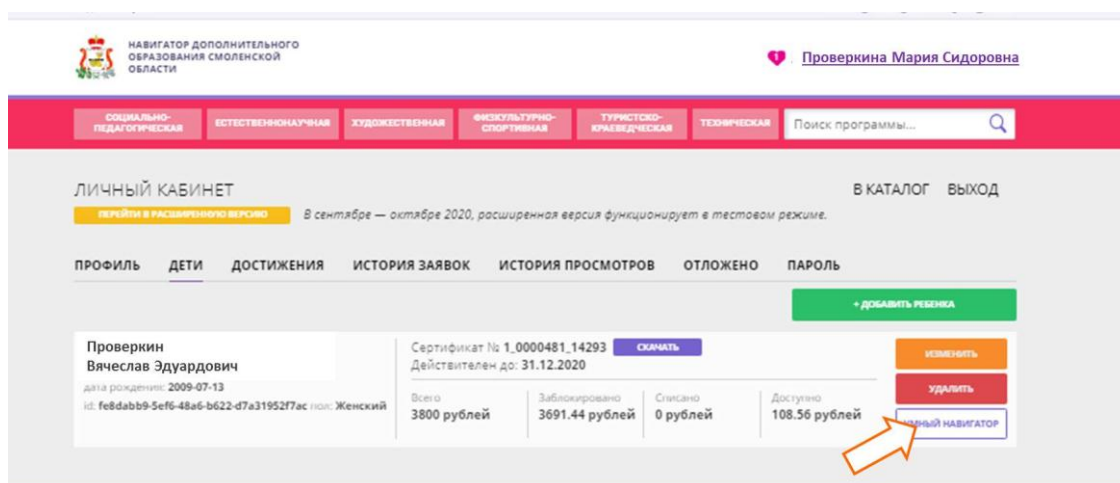 НАВИГАТОР ДОПОЛНИТЕЛЬНОГО
ОБРАЗОВАНИЯ СМОЛЕНСКОЙ
ОБЛАСТИ
1
Проверкина Мария Сидоровна
СОЦИАЛЬНО-
ПЕДАГОГИЧЕСКАЯ
ЕСТЕСТВЕННОНАУЧНАЯ
ХУДОЖЕСТВЕННАЯ
ФИЗКУЛЬТУРНО-
СПОРТИВНАЯ
ТУРИСТСКО-
КРАЕВЕДЧЕСКАЯ
ТЕХНИЧЕСКАЯ
Поиск программы...
ЛИЧНЫЙ КАБИНЕТ
В КАТАЛОГ ВЫХОД
ПЕРЕЙТИ В РАСШИРЕННУЮ ВЕРСИЮ
В сентябре — октябре 2020, расширенная версия функционирует в тестовом режиме.
ПРОФИЛЬ ДЕТИ ДОСТИЖЕНИЯ ИСТОРИЯ ЗАЯВОК ИСТОРИЯ ПРОСМОТРОВ ОТЛОЖЕНО ПАРОЛЬ
+ ДОБАВИТЬ РЕБЕНКА
Проверкин
Вячеслав Эдуардович
дата рождения: 2009-07-13
id: fe8dabb9-5ef6-48a6-b622-d7a31952f7ac пол: Женский
Сертификат № 1_0000481_14293 СКАЧАТЬ
Действителен до: 31.12.2020
Всего Заблокировано Списано Доступно
3800 рублей 3691.44 рублей 0 рублей 108.56 рублей
ИЗМЕНИТЬ
УДАЛИТЬ
УМНЫЙ НАВИГАТОР